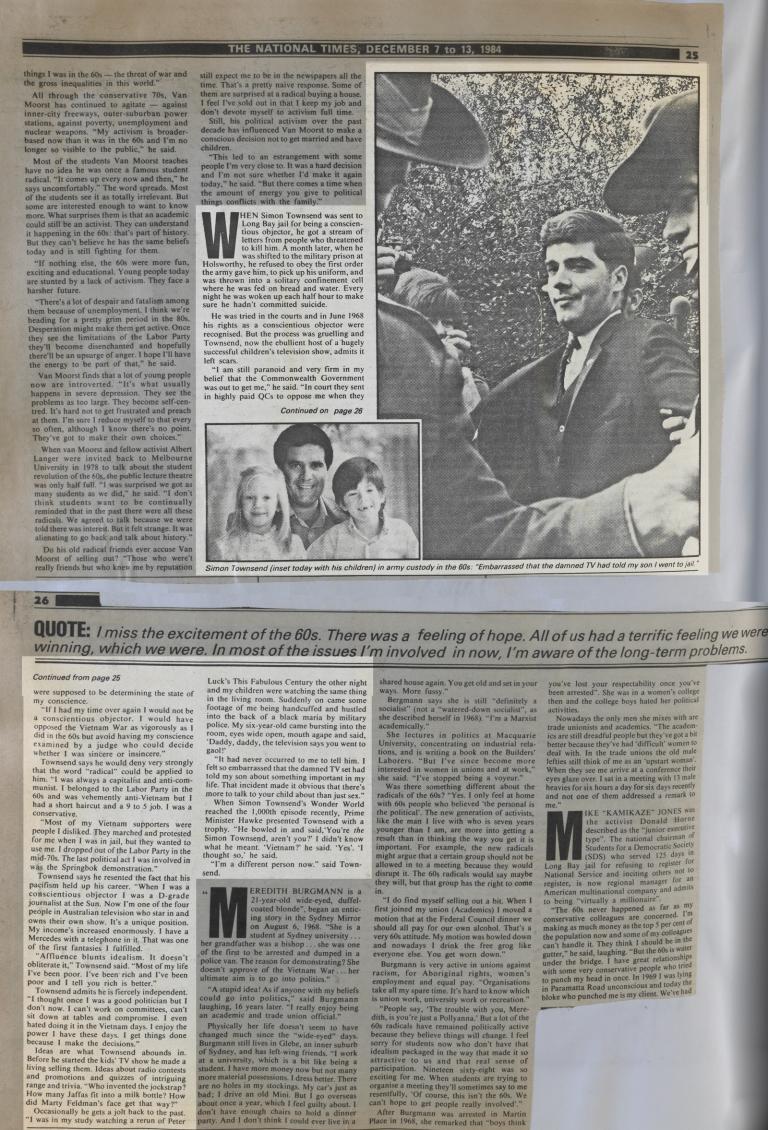 THE NATIONAL TIMES, DECEMBER 7 to 13, 1984
25
things I was in the 60s — the threat of war and
the gross inequalities in this world."
All through the conservative 70s, Van
Moorst has continued to agitate — against
inner-city freeways, outer-suburban power
stations, against poverty, unemployment and
nuclear weapons. "My activism is broader-
based now than it was in the 60s and I'm no
longer so visible to the public," he said.
Most of the students Van Moorst teaches
have no idea he was once a famous student
radical. "It comes up every now and then," he
says uncomfortably." The word spreads. Most
of the students see it as totally irrelevant. But
some are interested enough to want to know
more. What surprises them is that an academic
could still be an activist. They can understand
it happening in the 60s: that's part of history.
But they can't believe he has the same beliefs
today and is still fighting for them.
"If nothing else, the 60s were more fun,
exciting and educational. Young people today
are stunted by a lack of activism. They face a
harsher future.
"There's a lot of despair and fatalism among
them because of unemployment. I think we're
heading for a pretty grim period in the 80s.
Desperation might make them get active. Once
they see the limitations of the Labor Party
they'll become disenchanted and hopefully
there'll be an upsurge of anger. I hope I'll have
the energy to be part of that," he said.
Van Moorst finds that a lot of young people
now are introverted. "It's what usually
happens in severe depression. They see the
problems as too large. They become self-cen-
tred. It's hard not to get frustrated and preach
at them. I'm sure I reduce myself to that every
so often, although I know there's no point.
They've got to make their own choices."
When van Moorst and fellow activist Albert
Langer were invited back to Melbourne
University in 1978 to talk about the student
revolution of the 60s, the public lecture theatre
was only half full. "I was surprised we got as
many students as we did," he said. "I don't
think students want to be continually
reminded that in the past there were all these
radicals. We agreed to talk because we were
told there was interest. But it felt strange. It was
alienating to go back and talk about history."
Do his old radical friends ever accuse Van
Moorst of selling out? "Those who weren't
really friends but who knew me by reputation
still expect me to be in the newspapers all the
time. That's a pretty naive response. Some of
them are surprised at a radical buying a house.
I feel I've sold out in that I keep my job and
don't devote myself to activism full time.
Still, his political activism over the past
decade has influenced Van Moorst to make a
conscious decision not to get married and have
children.
"This led to an estrangement with some
people I'm very close to. It was a hard decision
and I'm not sure whether I'd make it again
today," he said. "But there comes a time when
the amount of energy you give to political
things conflicts with the family."
WHEN Simon Townsend was sent to
Long Bay jail for being a conscien-
tious objector, he got a stream of
letters from people who threatened
to kill him. A month later, when he
was shifted to the military prison at
Holsworthy, he refused to obey the first order
the army gave him, to pick up his uniform, and
was thrown into a solitary confinement cell
where he was fed on bread and water. Every
night he was woken up each half hour to make
sure he hadn't committed suicide.
He was tried in the courts and in June 1968
his rights as a conscientious objector were
recognised. But the process was gruelling and
Townsend, now the ebullient host of a hugely
successful children's television show, admits it
left scars.
"I am still paranoid and very firm in my
belief that the Commonwealth Government
was out to get me," he said. "In court they sent
in highly paid QCs to oppose me when they
Continued on page 26
Simon Townsend (inset today with his children) in army custody in the 60s: "Embarrassed that the damned TV had told my son I went to jail."
26
QUOTE: I miss the excitement of the 60s. There was a feeling of hope. All of us had a terrific feeling we were
winning, which we were. In most of the issues I'm involved in now, I'm aware of the long-term problems.
Continued from page 25
were supposed to be determining the state of
my conscience.
"If I had my time over again I would not be
a conscientious objector. I would have
opposed the Vietnam War as vigorously as I
did in the 60s but avoid having my conscience
examined by a judge who could decide
whether I was sincere or insincere."
Townsend says he would deny very strongly
that the word "radical" could be applied to
him. "I was always a capitalist and anti-com-
munist. I belonged to the Labor Party in the
60s and was vehemently anti-Vietnam but I
had a short haircut and a 9 to 5 job. I was a
conservative.
"Most of my Vietnam supporters were
people I disliked. They marched and protested
for me when I was in jail, but they wanted to
use me. I dropped out of the Labor Party in the
mid-70s. The last political act I was involved in
was the Springbok demonstration.
Townsend says he resented the fact that his
pacifism held up his career. "When I was a
conscientious objector I was a D-grade
journalist at the Sun. Now I'm one of the four
people in Australian television who star in and
owns their own show. It's a unique position.
My income's increased enormously. I have a
Mercedes with a telephone in it. That was one
of the first fantasies I fulfilled.
"Affluence blunts idealism. It doesn't
obliterate it," Townsend said. "Most of my life
I've been poor. I've been rich and I've been
poor and I tell you rich is better."
Townsend admits he is fiercely independent.
"I thought once I was a good politician but I
don't now. I can't work on committees, can't
sit down at tables and compromise. I even
hated doing it in the Vietnam days. I enjoy the
power I have these days. I get things done
because I make the decisions."
Ideas are what Townsend abounds in.
Before he started the kids' TV show he made a
living selling them. Ideas about radio contests
and promotions and quizzes of intriguing
range and trivia. "Who invented the jockstrap?
How many Jaffas fit into a milk bottle? How
did Marty Feldman's face get that way?"
Occasionally he gets a jolt back to the past.
"I was in my study watching a rerun of Peter
Luck's This Fabulous Century the other night
and my children were watching the same thing
in the living room. Suddenly on came some
footage of me being handcuffed and hustled
into the back of a black maria by military
police. My six-year-old came bursting into the
room, eyes wide open, mouth agape and said,
'Daddy, daddy, the television says you went to
gaol!'
"It had never occurred to me to tell him. I
felt so embarrassed that the damned TV set had
told my son about something important in my
life. That incident made it obvious that there's
more to talk to your child about than just sex."
When Simon Townsend's Wonder World
reached the 1,000th episode recently, Prime
Minister Hawke presented Townsend with a
trophy. "He bowled in and said,'You're the
Simon Townsend, aren't you?' I didn't know
what he meant. 'Vietnam?' he said. 'Yes'. 'I
thought so,' he said.
"I'm a different person now." said Town-
send.
"MEREDITH BURGMANN is a
21-year-old wide-eyed, duffel-
coated blonde", began an entic-
ing story in the Sydney Mirror
on August 6, 1968. "She is a
student at Sydney university . . .
her grandfather was a bishop . . . she was one
of the first to be arrested and dumped in a
police van. The reason for demonstrating? She
doesn't approve of the Vietnam War . . . her
ultimate aim is to go into politics."
"A stupid idea! As if anyone with my beliefs
could go into politics," said Burgmann
laughing, 16 years later. "I really enjoy being
an academic and trade union official."
Physically her life doesn't seem to have
changed much since the "wide-eyed" days.
Burgmann still lives in Glebe, an inner suburb
of Sydney, and has left-wing friends. "I work
at a university, which is a bit like being a
student. I have more money now but not many
more material possessions. I dress better. There
are no holes in my stockings. My car's just as
bad; I drive an old Mini. But I go overseas
about once a year, which I feel guilty about. I
don't have enough chairs to hold a dinner
party. And I don't think I could ever live in a
shared house again. You get old and set in your
ways. More fussy."
Bergmann says she is still "definitely a
socialist" (not a "watered-down socialist", as
she described herself in 1968). "I'm a Marxist
academically."
She lectures in politics at Macquarie
University, concentrating on industrial rela-
tions, and is writing a book on the Builders'
Laborers. "But I've since become more
interested in women in unions and at work,"
she said. "I've stopped being a voyeur."
Was there something different about the
radicals of the 60s? "Yes. I only feel at home
with 60s people who believed 'the personal is
the political'. The new generation of activists,
like the man I live with who is seven years
younger than I am, are more into getting a
result than in thinking the way you get it is
important. For example, the new radicals
might argue that a certain group should not be
allowed in to a meeting because they would
disrupt it. The 60s radicals would say maybe
they will, but that group has the right to come
in.
"I do find myself selling out a bit. When I
first joined my union (Academics) I moved a
motion that at the Federal Council dinner we
should all pay for our own alcohol. That's a
very 60s attitude. My motion was bowled down
and nowadays I drink the free grog like
everyone else. You get worn down."
Bergmann is very active in unions against
racism, for Aboriginal rights, women's
employment and equal pay. "Organisations
take all my spare time. It's hard to know which
is union work, university work or recreation."
"People say, 'The trouble with you, Mere-
dith, is you're just a Pollyanna.' But a lot of the
60s radicals have remained politically active
because they believe things will change. I feel
sorry for students now who don't have that
idealism packaged in the way that made it so
attractive to us and that real sense of
participation. Nineteen sixty-eight was so
exciting for me. When students are trying to
organise a meeting they'll sometimes say to me
resentfully, 'Of course, this isn't the 60s. We
can't hope to get people really involved'."
After Burgmann was arrested in Martin
Place in 1968, she remarked that "boys think
you've lost your respectability once you've
been arrested". She was in a women's college
then and the college boys hated her political
activities.
Nowadays the only men she mixes with are
trade unionists and academics. "The academ-
ics are still dreadful people but they've got a bit
better because they've had 'difficult' women to
deal with. In the trade unions the old male
lefties still think of me as an 'upstart woman'.
When they see me arrive at a conference their
eyes glaze over. I sat in a meeting with 13 male
heavies for six hours a day for six days recently
and not one of them addressed a remark to
me."
MIKE "KAMIKAZE" JONES was
the activist Donald Horne
described as the "junior executive
type". The national chairman of
Students for a Democratic Society
(SDS) who served 125 days in
Long Bay jail for refusing to register for
National Service and inciting others not to
register, is now regional manager for an
American multinational company and admits
to being "virtually a millionaire".
"The 60s never happened as far as my
conservative colleagues are concerned. I'm
making as much money as the top 5 per cent of
the population now and some of my colleagues
can't handle it. They think I should be in the
gutter," he said, laughing. "But the 60s is water
under the bridge. I have great relationships
with some very conservative people who tried
to punch my head in once. In 1969 I was lying
in Paramatta Road unconscious and today the
bloke who punched me is my client. We've had